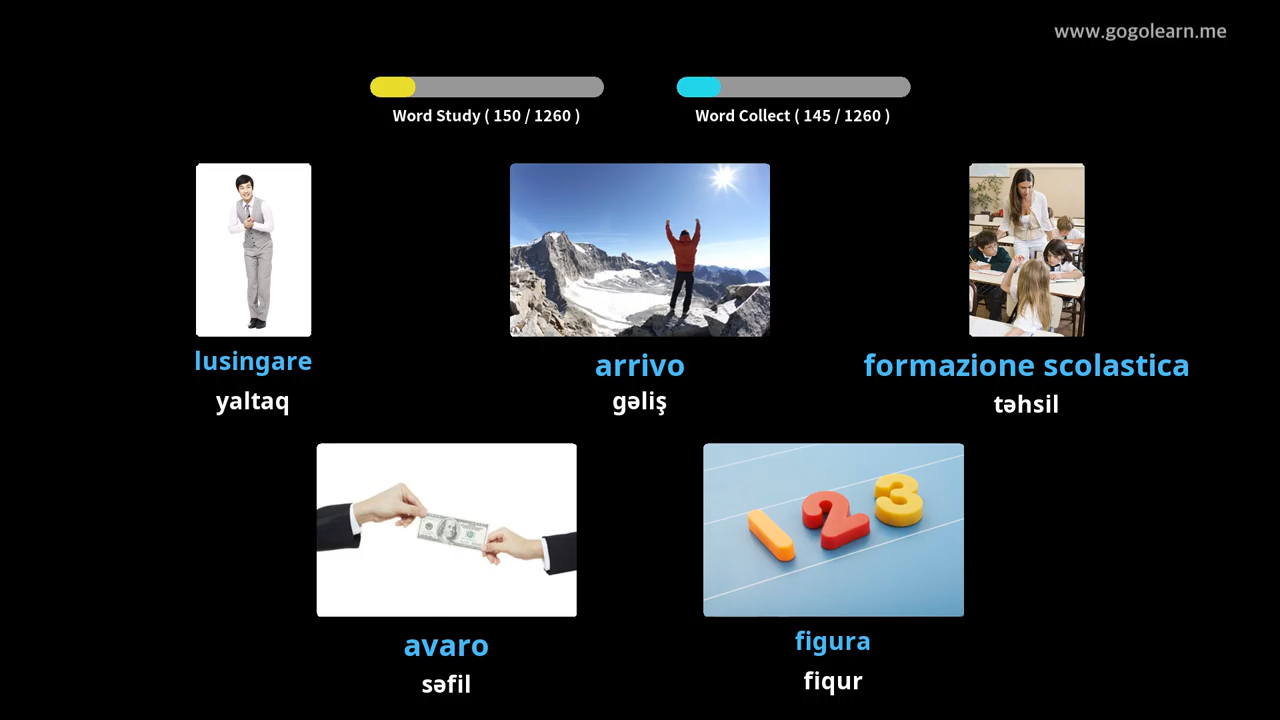 www.gogolearn.me
Word Study ( 150 / 1260 )
Word Collect ( 145 / 1260 )
lusingare
yaltaq
arrivo
gəliş
formazione scolastica
təhsil
avaro
səfil
figura
fiqur